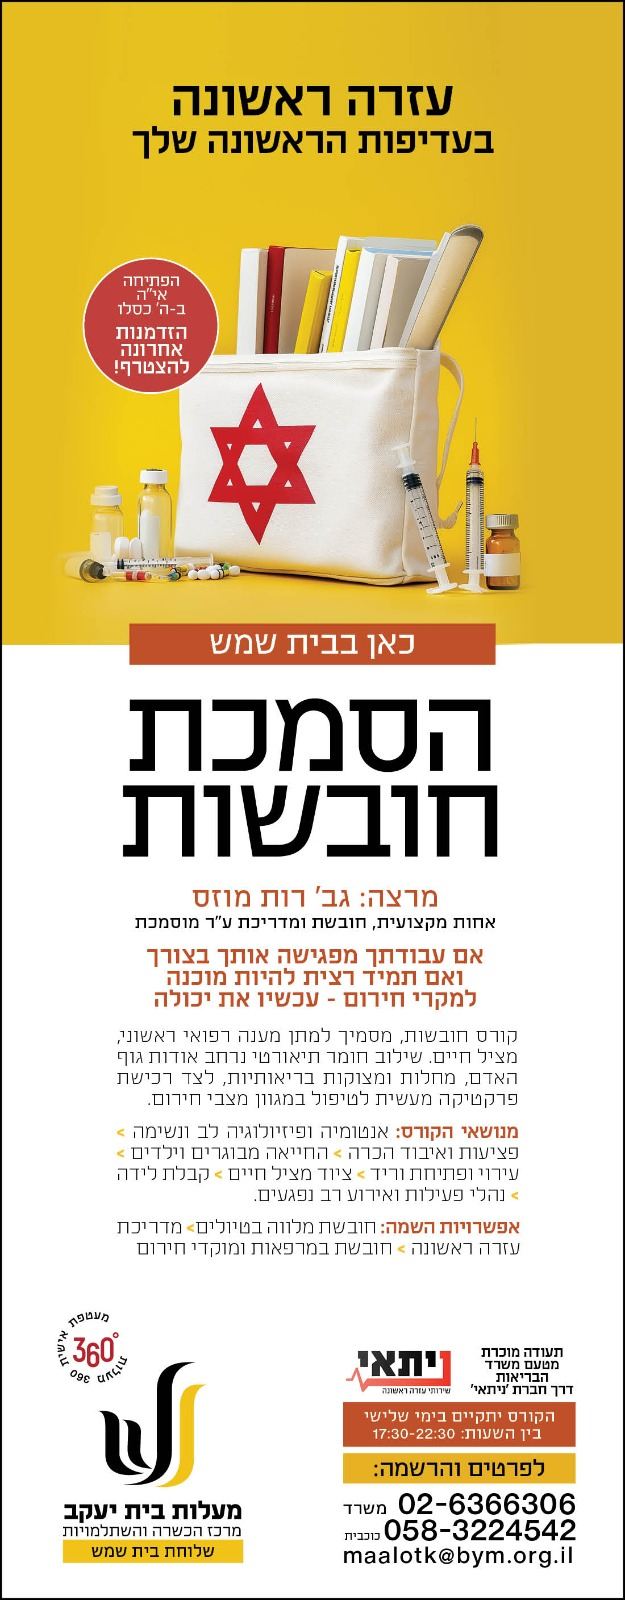 עזרה ראשונה
בעדיפות הראשונה שלך
הפתיחה
אי"ה
ב-ה' כסלו
הזדמנות
אחרונה
להצטרף!
כאן בבית שמש
הסמכת
חובשות
מרצה: גב' רות מוזס
אחות מקצועית, חובשת ומדריכת ע"ר מוסמכת
אם עבודתך מפגישה אותך בצורך
ואם תמיד רצית להיות מוכנה
למקרי חירום - עכשיו את יכולה
קורס חובשות, מסמיך למתן מענה רפואי ראשוני,
מציל חיים. שילוב חומר תיאורטי נרחב אודות גוף
האדם, מחלות ומצוקות בריאותיות, לצד רכישת
פרקטיקה מעשית לטיפול במגוון מצבי חירום.
מנושאי הקורס: אנטומיה ופיזיולוגיה לב ונשימה >
פציעות ואיבוד הכרה > החייאה מבוגרים וילדים >
עירוי ופתיחת וריד > ציוד מציל חיים > קבלת לידה
> נהלי פעילות ואירוע רב נפגעים.
אפשרויות השמה: חובשת מלווה בטיולים > מדריכת
עזרה ראשונה > חובשת במרפאות ומוקדי חירום
תעודה מוכרת
מטעם משרד
הבריאות
דרך חברת 'ניתאי'
ניתאי
שירותי עזרה ראשונה
הקורס יתקיים בימי שלישי
בין השעות: 17:30-22:30
לפרטים והרשמה:
02-6366306 משרד
058-3224542 כוכבית
maalotk@bym.org.il
מעטפת אישית
360°
360 מעלות
מעלות בית יעקב
מרכז הכשרה והשתלמויות
שלוחת בית שמש